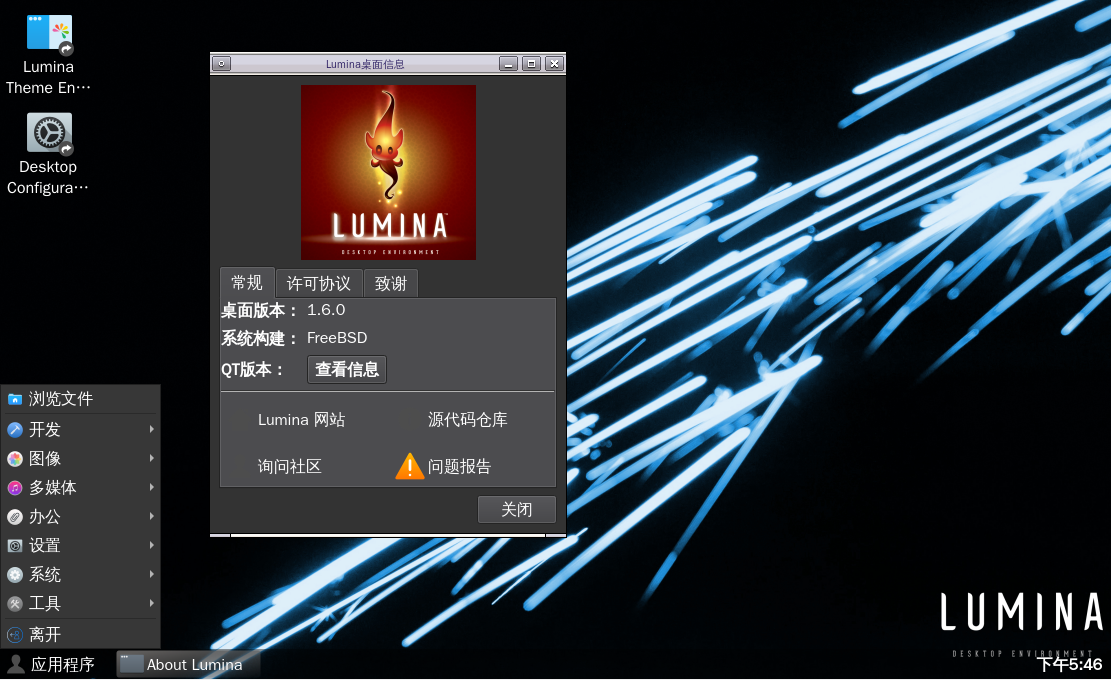 Lumina
Theme En…
Desktop
Configura…
Lumina桌面信息
LUMINA™
DESKTOP ENVIRONMENT
常规 许可协议 致谢
桌面版本： 1.6.0
系统构建： FreeBSD
QT版本： 查看信息
Lumina 网站 源代码仓库
询问社区 问题报告
关闭
浏览文件
开发
图像
多媒体
办公
设置
系统
工具
离开
应用程序 About Lumina
LUMINA
DESKTOP ENVIRONMENT
下午5:46